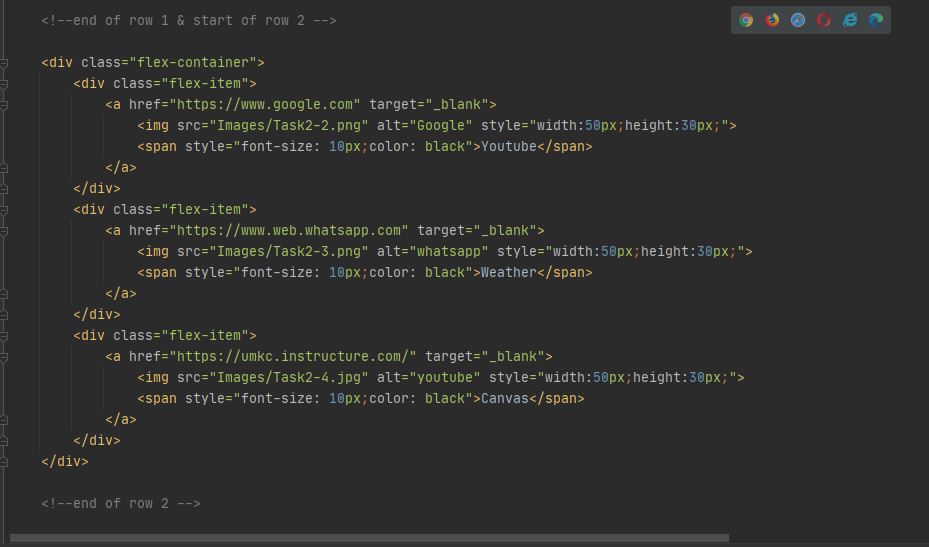 <!--end of row 1 & start of row 2 -->
<div class="flex-container">
<div class="flex-item">
<a href="https://www.google.com" target="_blank">
<img src="Images/Task2-2.png" alt="Google" style="width:50px;height:30px;">
<span style="font-size: 10px;color: black">Youtube</span>
</a>
</div>
<div class="flex-item">
<a href="https://www.web.whatsapp.com" target="_blank">
<img src="Images/Task2-3.png" alt="whatsapp" style="width:50px;height:30px;">
<span style="font-size: 10px;color: black">Weather</span>
</a>
</div>
<div class="flex-item">
<a href="https://umkc.instructure.com/" target="_blank">
<img src="Images/Task2-4.jpg" alt="youtube" style="width:50px;height:30px;">
<span style="font-size: 10px;color: black">Canvas</span>
</a>
</div>
</div>
<!--end of row 2 -->